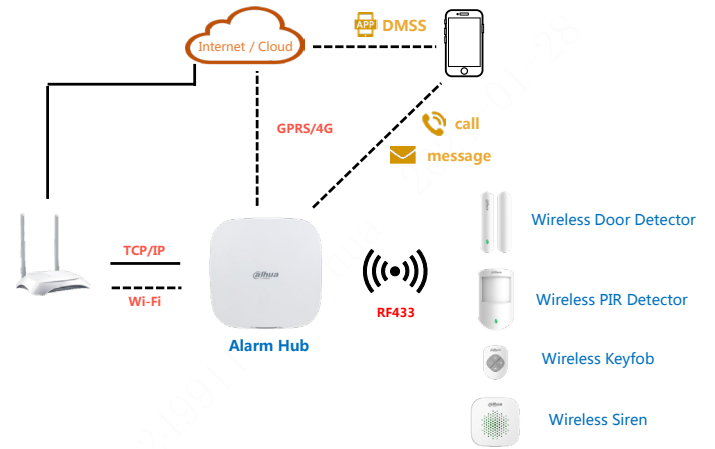 Internet / Cloud
APP DMSS
GPRS/4G
call
message
TCP/IP
Wi-Fi
alhua
Alarm Hub
RF433
Wireless Door Detector
Wireless PIR Detector
Wireless Keyfob
Wireless Siren